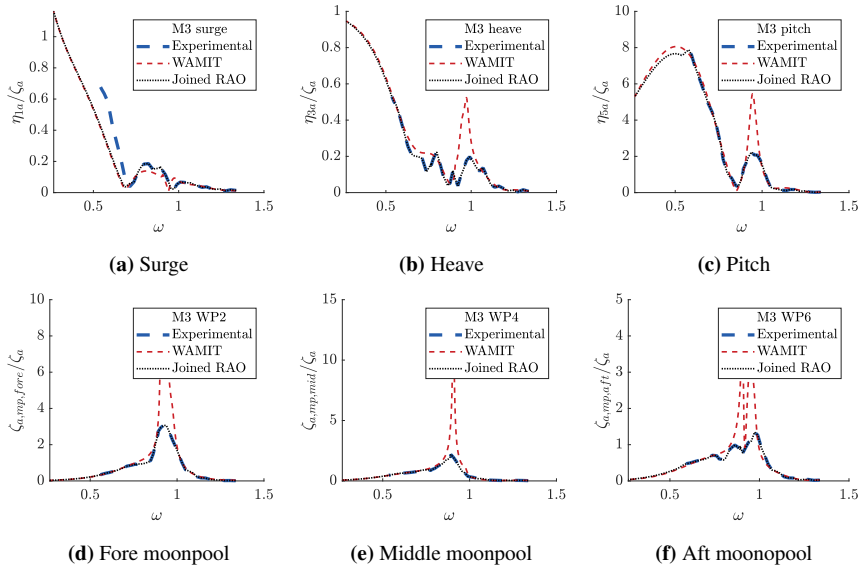 M3 surge
Experimental
WAMIT
Joined RAO
η1a/ζa
1
0.8
0.6
0.4
0.2
0
0.5
1
1.5
ω
(a) Surge
M3 heave
Experimental
WAMIT
Joined RAO
η3a/ζa
1
0.8
0.6
0.4
0.2
0
0.5
1
1.5
ω
(b) Heave
M3 pitch
Experimental
WAMIT
Joined RAO
η5a/ζa
10
8
6
4
2
0
0.5
1
1.5
ω
(c) Pitch
M3 WP2
Experimental
WAMIT
Joined RAO
ζa,mp,fore/ζa
10
8
6
4
2
0
0.5
1
1.5
ω
(d) Fore moonpool
M3 WP4
Experimental
WAMIT
Joined RAO
ζa,mp,mid/ζa
15
10
5
0
0.5
1
1.5
ω
(e) Middle moonpool
M3 WP6
Experimental
WAMIT
Joined RAO
ζa,mp,aft/ζa
5
4
3
2
1
0
0.5
1
1.5
ω
(f) Aft moonopool